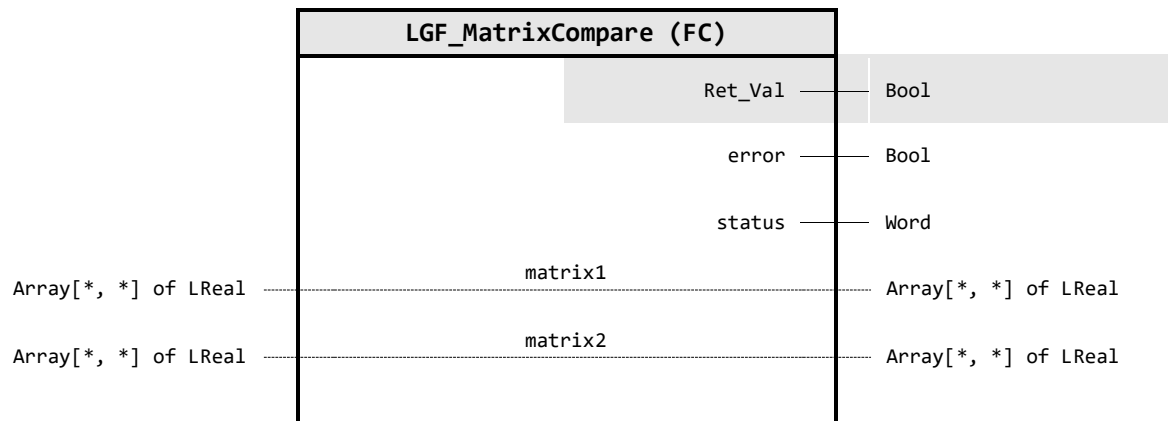 LGF_MatrixCompare (FC)
Ret_Val Bool
error Bool
status Word
matrix1
Array[*, *] of LReal Array[*, *] of LReal
matrix2
Array[*, *] of LReal Array[*, *] of LReal